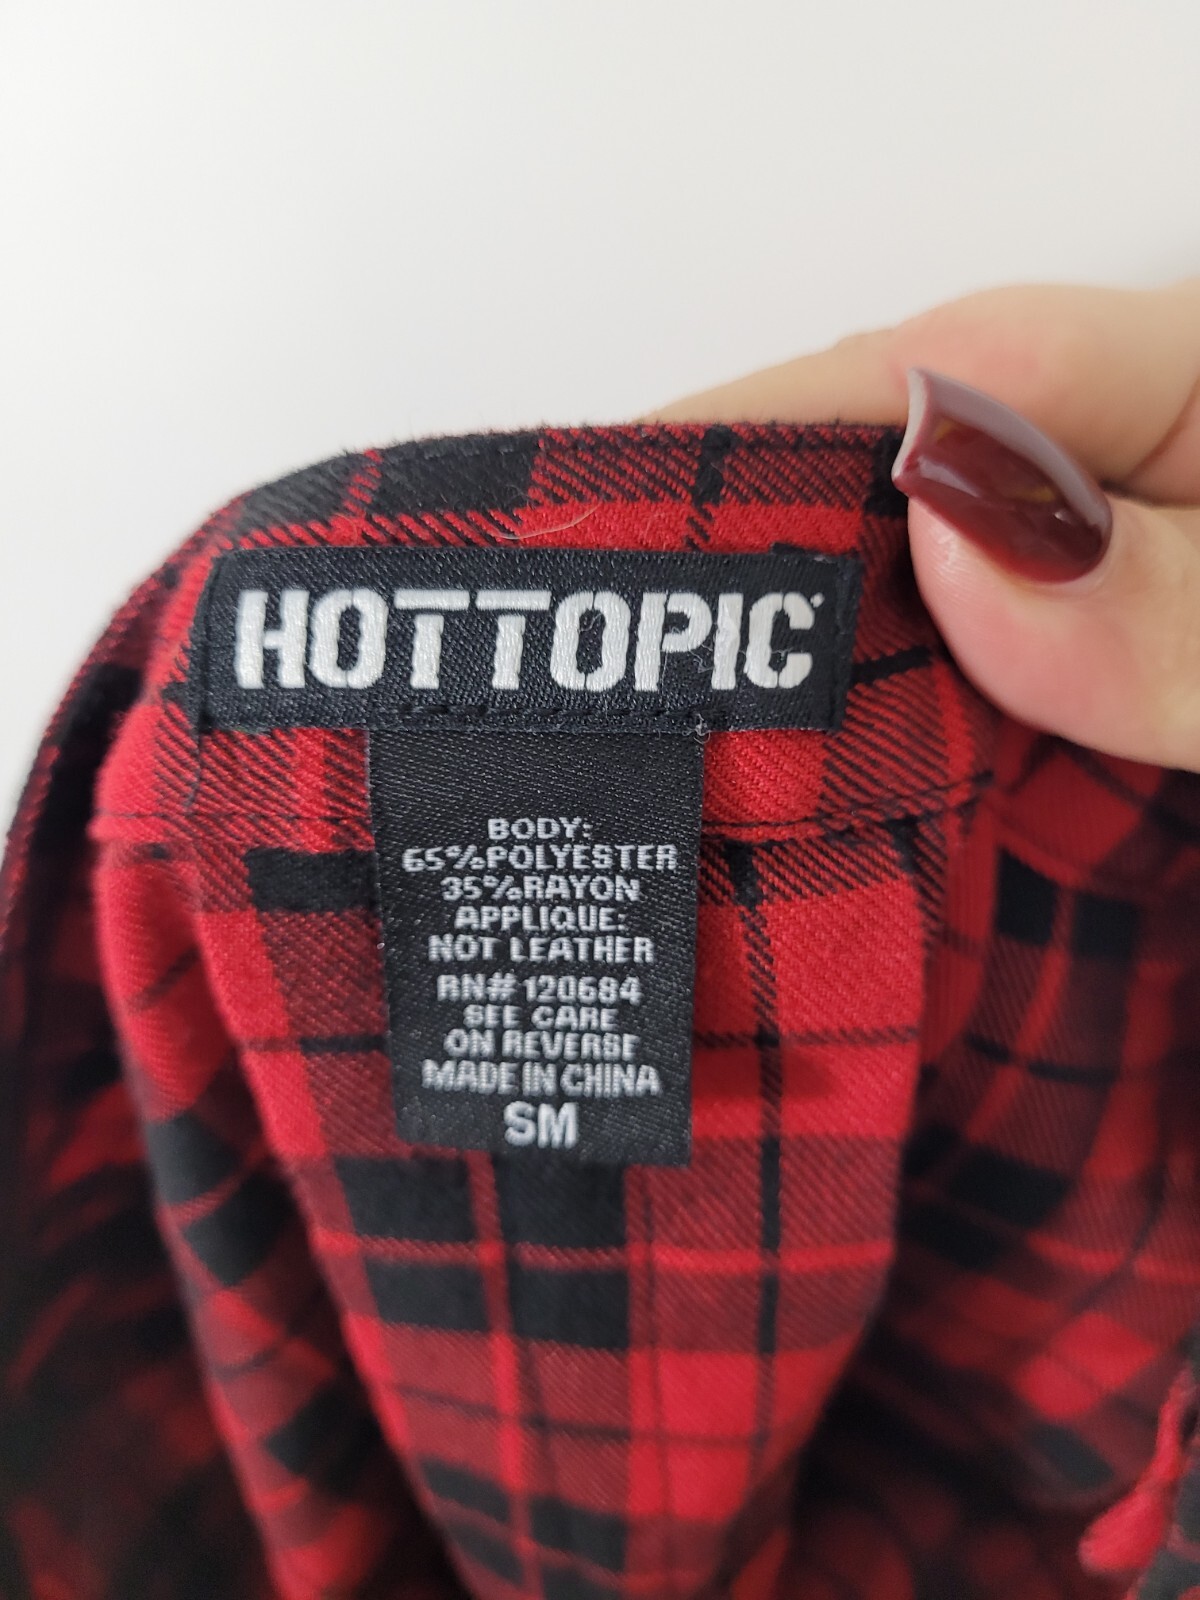 HOTTOPIC
BODY:
65%POLYESTER
35%RAYON
APPLIQUE:
NOT LEATHER
RN# 120684
SEE CARE
ON REVERSE
MADE IN CHINA
SM